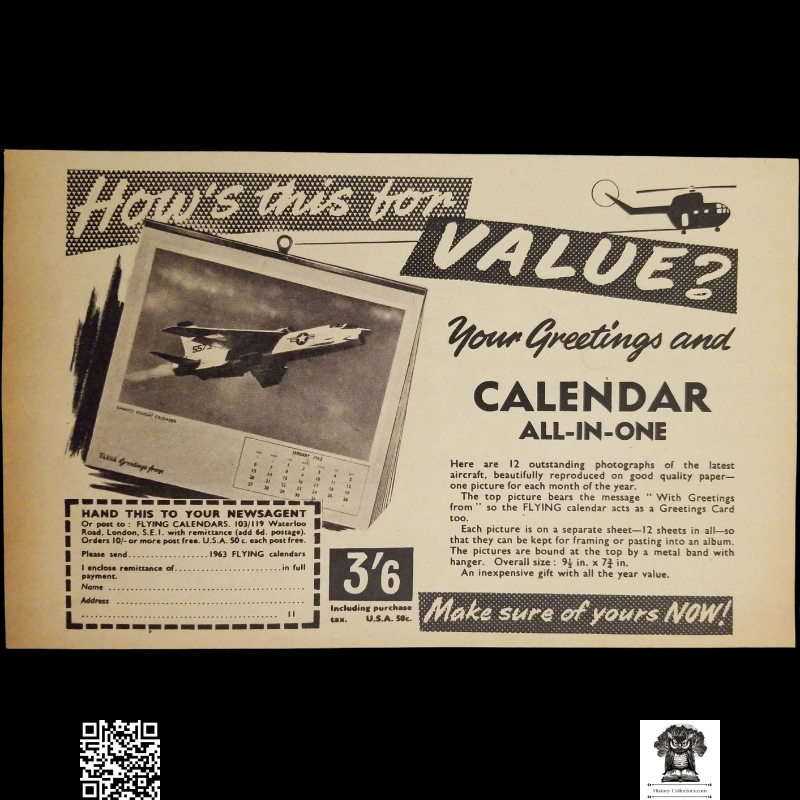 How's this for
VALUE?
Your Greetings and
CALENDAR
ALL-IN-ONE
5575
CHANCE VOUGHT CRUSADER
JANUARY 1963
With Greetings from
Here are 12 outstanding photographs of the latest
aircraft, beautifully reproduced on good quality paper—
one picture for each month of the year.
The top picture bears the message " With Greetings
from " so the FLYING calendar acts as a Greetings Card
too.
Each picture is on a separate sheet—12 sheets in all—so
that they can be kept for framing or pasting into an album.
The pictures are bound at the top by a metal band with
hanger. Overall size : 9½ in. x 7¾ in.
An inexpensive gift with all the year value.
HAND THIS TO YOUR NEWSAGENT
Or post to : FLYING CALENDARS. 103/119 Waterloo
Road, London, S.E.1. with remittance (add 6d. postage).
Orders 10/- or more post free. U.S.A. 50 c. each post free.
Please send....................1963 FLYING calendars
I enclose remittance of..........................in full
payment.
Name ..................................................
Address ................................................
.................................................. 11
3'6
Including purchase
tax. U.S.A. 50c.
Make sure of yours NOW!
History-Collectors.com